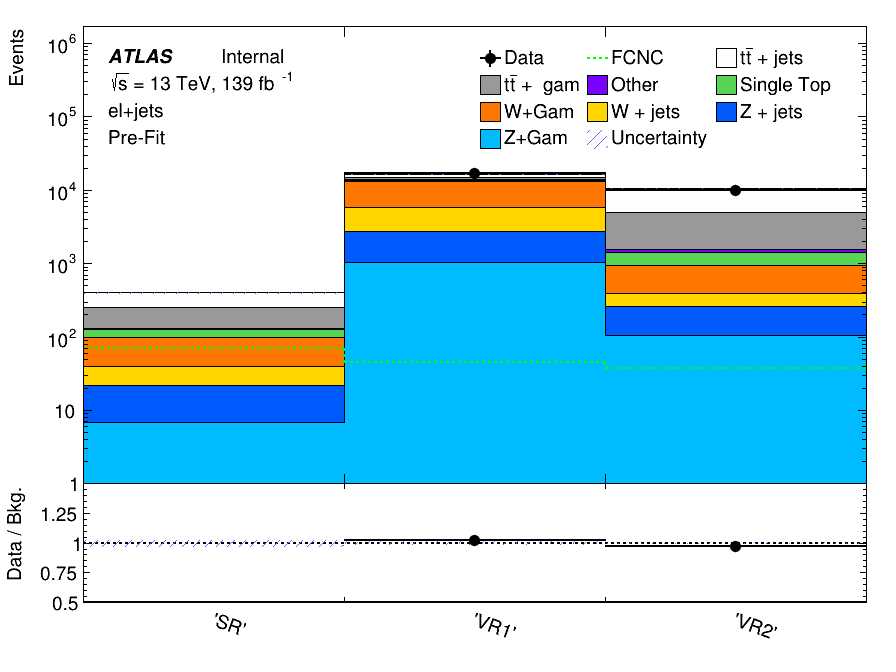 Events
10⁶
10⁵
10⁴
10³
10²
10
1
ATLAS Internal
√s = 13 TeV, 139 fb⁻¹
el+jets
Pre-Fit
Data FCNC tt̄ + jets
tt̄ + gam Other Single Top
W+Gam W + jets Z + jets
Z+Gam Uncertainty
Data / Bkg.
1.25
1
0.75
0.5
'SR' 'VR1' 'VR2'